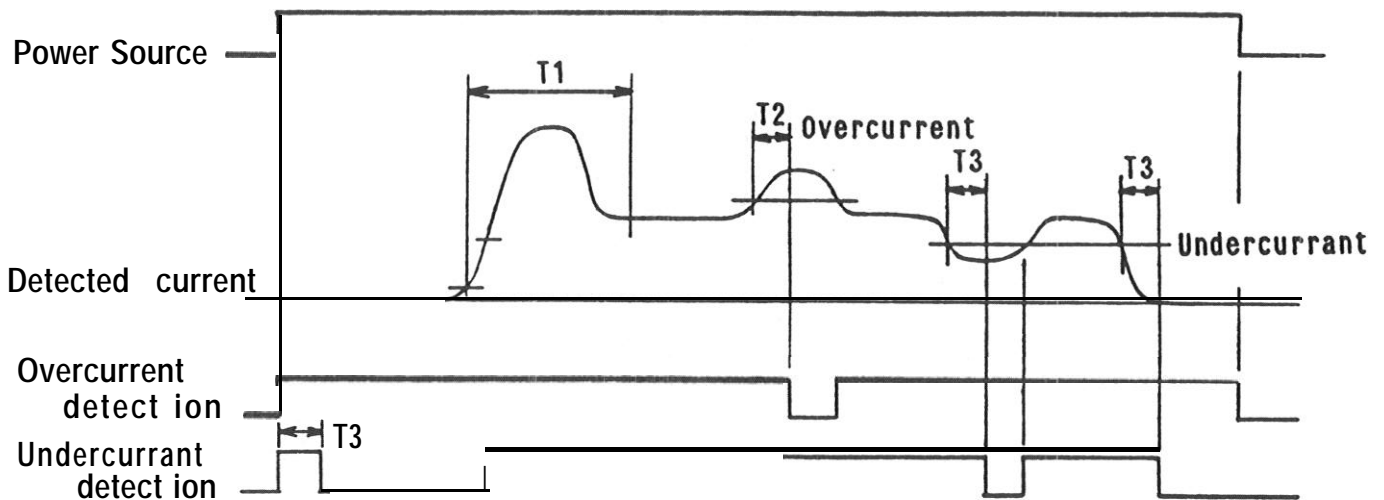 Power Source
T1
T2
Overcurrent
T3
T3
Undercurrant
Detected current
Overcurrent
detect ion
T3
Undercurrant
detect ion